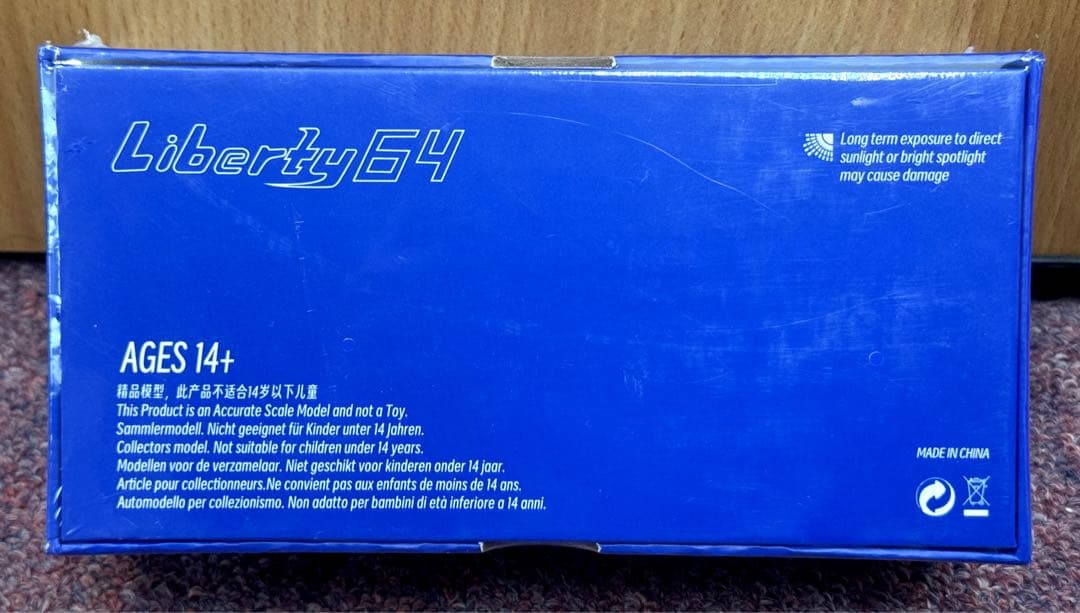 Liberty64
Long term exposure to direct
sunlight or bright spotlight
may cause damage
AGES 14+
精品模型，此产品不适合14岁以下儿童
This Product is an Accurate Scale Model and not a Toy.
Sammlermodell. Nicht geeignet für Kinder unter 14 Jahren.
Collectors model. Not suitable for children under 14 years.
Modellen voor de verzamelaar. Niet geschikt voor kinderen onder 14 jaar.
Article pour collectionneurs.Ne convient pas aux enfants de moins de 14 ans.
Automodello per collezionismo. Non adatto per bambini di età inferiore a 14 anni.
MADE IN CHINA